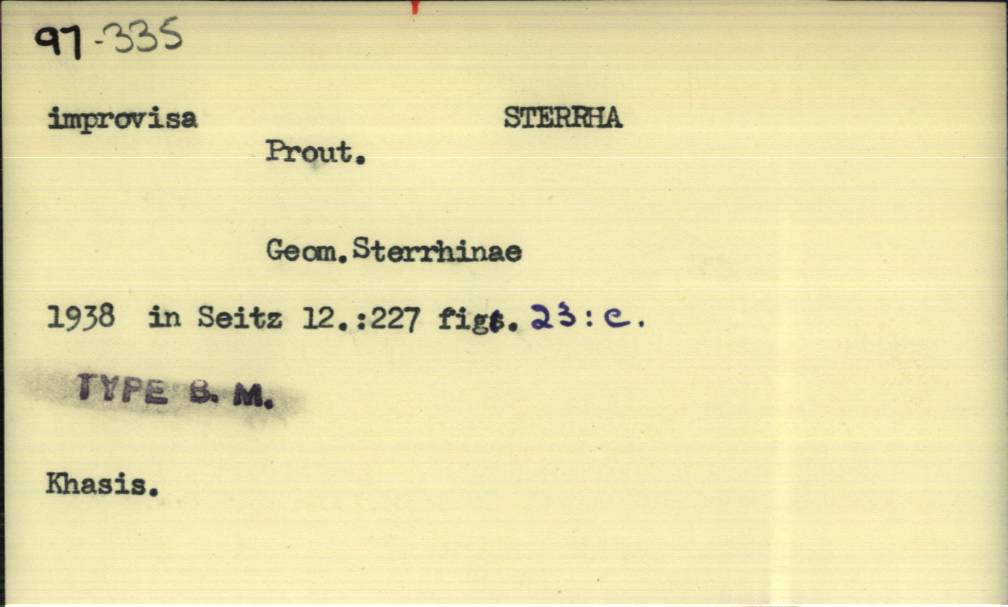 97-335
improvisa STERRHA
Prout.
Geom.Sterrhinae
1938 in Seitz 12.:227 figs. 23:c.
TYPE B. M.
Khasis.